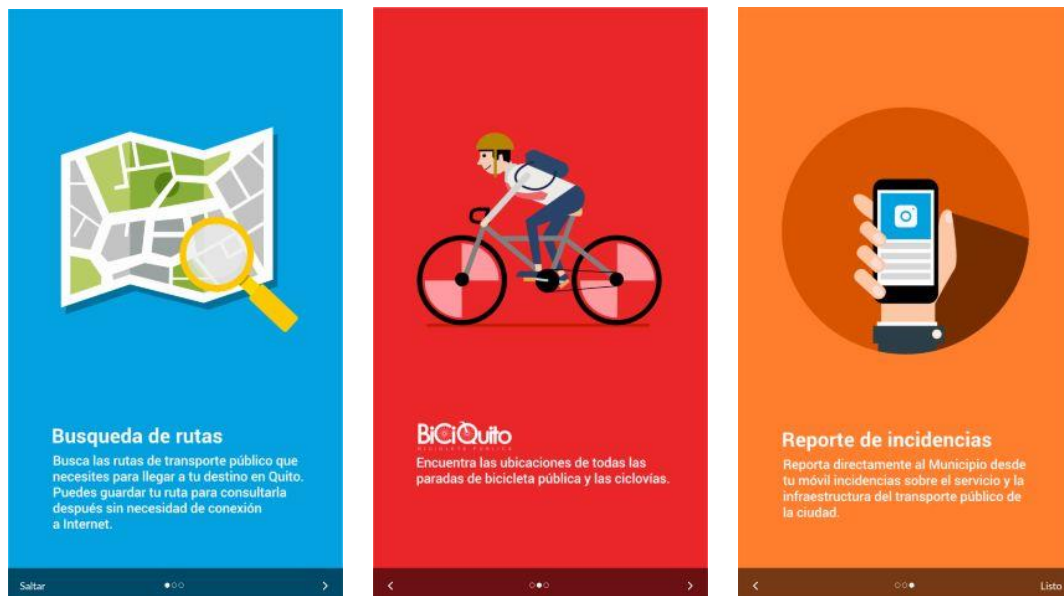 Busqueda de rutas
Busca las rutas de transporte público que
necesites para llegar a tu destino en Quito.
Puedes guardar tu ruta para consultarla
después sin necesidad de conexión
a Internet.
Saltar
BiCiQuito
BICICLETA PÚBLICA
Encuentra las ubicaciones de todas las
paradas de bicicleta pública y las ciclovías.
Reporte de incidencias
Reporta directamente al Municipio desde
tu móvil incidencias sobre el servicio y la
infraestructura del transporte público de
la ciudad.
Listo